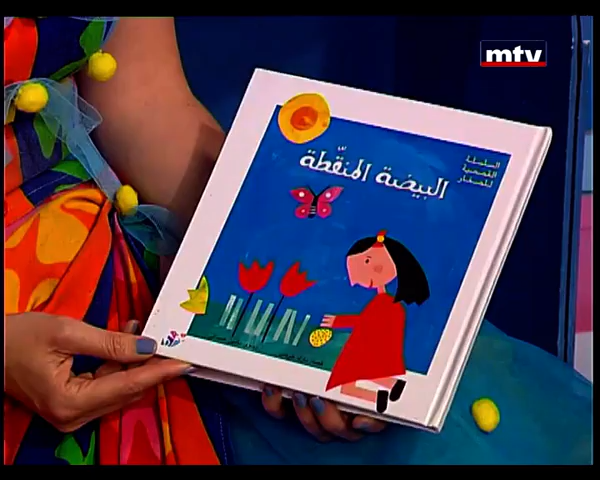 mtv
السلسلة
القصصية
للصغار
البيضة المنقّطة